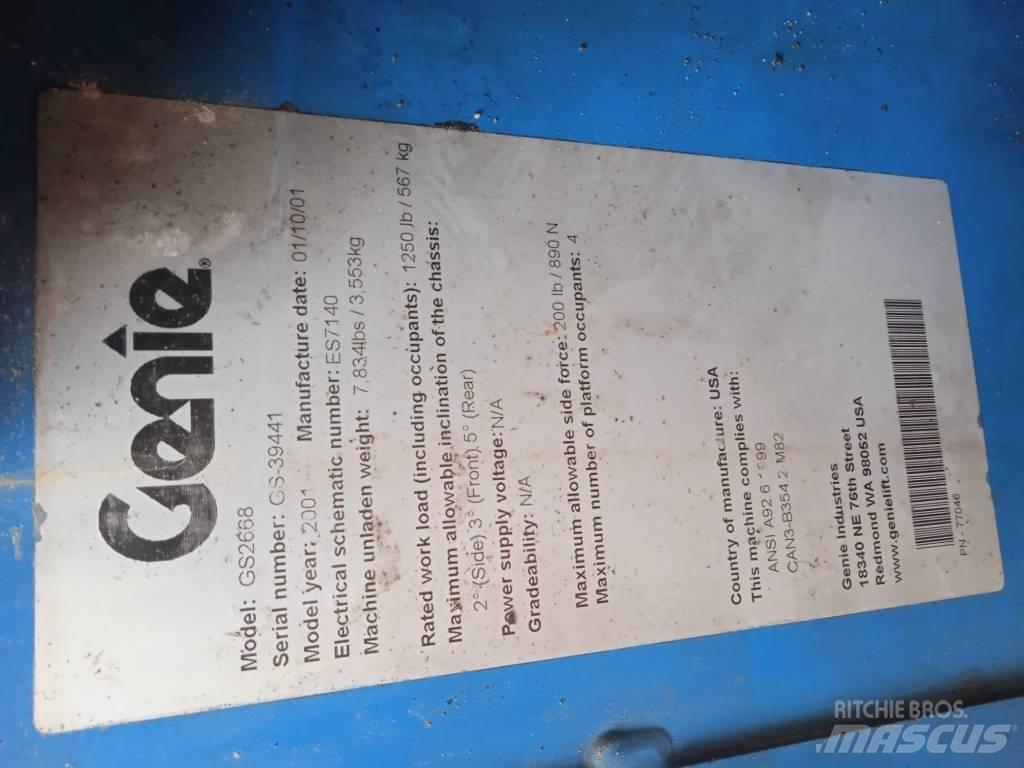 Genie®
Model: GS2668
Serial number: GS-39441
Model year: 2001 Manufacture date: 01/10/01
Electrical schematic number: ES7140
Machine unladen weight: 7,834lbs / 3,553kg
Rated work load (including occupants): 1250 lb / 567 kg
Maximum allowable inclination of the chassis:
2° (Side) 3° (Front) 5° (Rear)
Power supply voltage: N/A
Gradeability: N/A
Maximum allowable side force: 200 lb / 890 N
Maximum number of platform occupants: 4
Country of manufacture: USA
This machine complies with:
ANSI A92.6
CAN3-B354.2-M82
Genie Industries
18340 NE 76th Street
Redmond WA 98052 USA
www.genielift.com
PN - 77046
RITCHIE BROS.
MASCUS